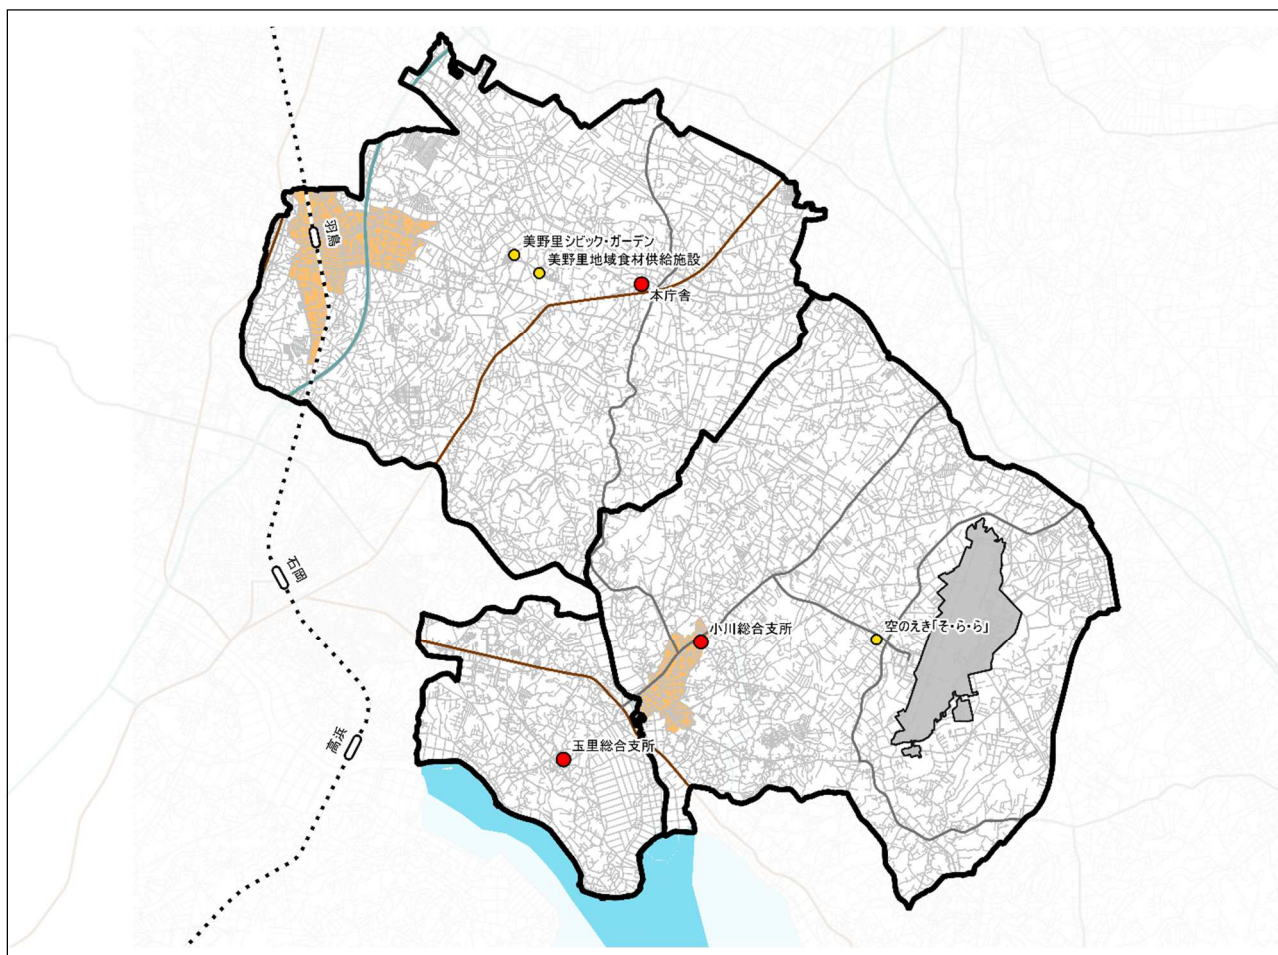 羽鳥
美野里シビック・ガーデン
美野里地域食材供給施設
本庁舎
石岡
小川総合支所
空のえき「そ・ら・ら」
高浜
玉里総合支所